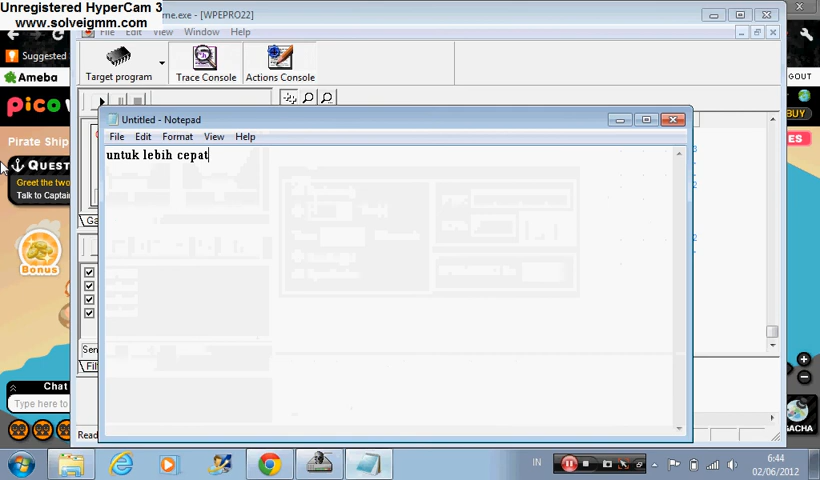 Unregistered HyperCam 3
www.solveigmm.com
me.exe - [WPEPRO22]
File Edit View Window Help
Target program
Trace Console
Actions Console
Suggested
Ameba
GOUT
BUY
ES
Pirate Ship
QUEST
Greet the two
Talk to Captain
Bonus
Untitled - Notepad
File Edit Format View Help
untuk lebih cepat
Ga
Sen
Fil
Chat
Type here to
GACHA
Read
IN
6:44
02/06/2012